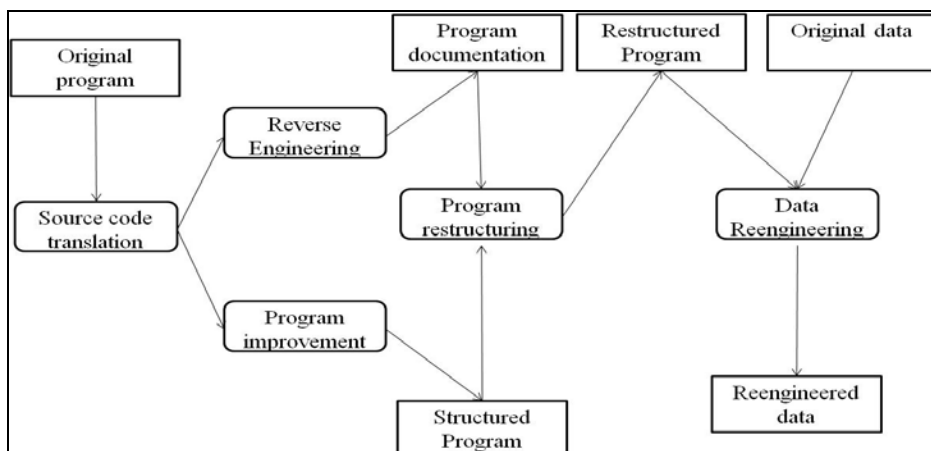 Original
program
Program
documentation
Restructured
Program
Original data
Reverse
Engineering
Source code
translation
Program
restructuring
Data
Reengineering
Program
improvement
Structured
Program
Reengineered
data